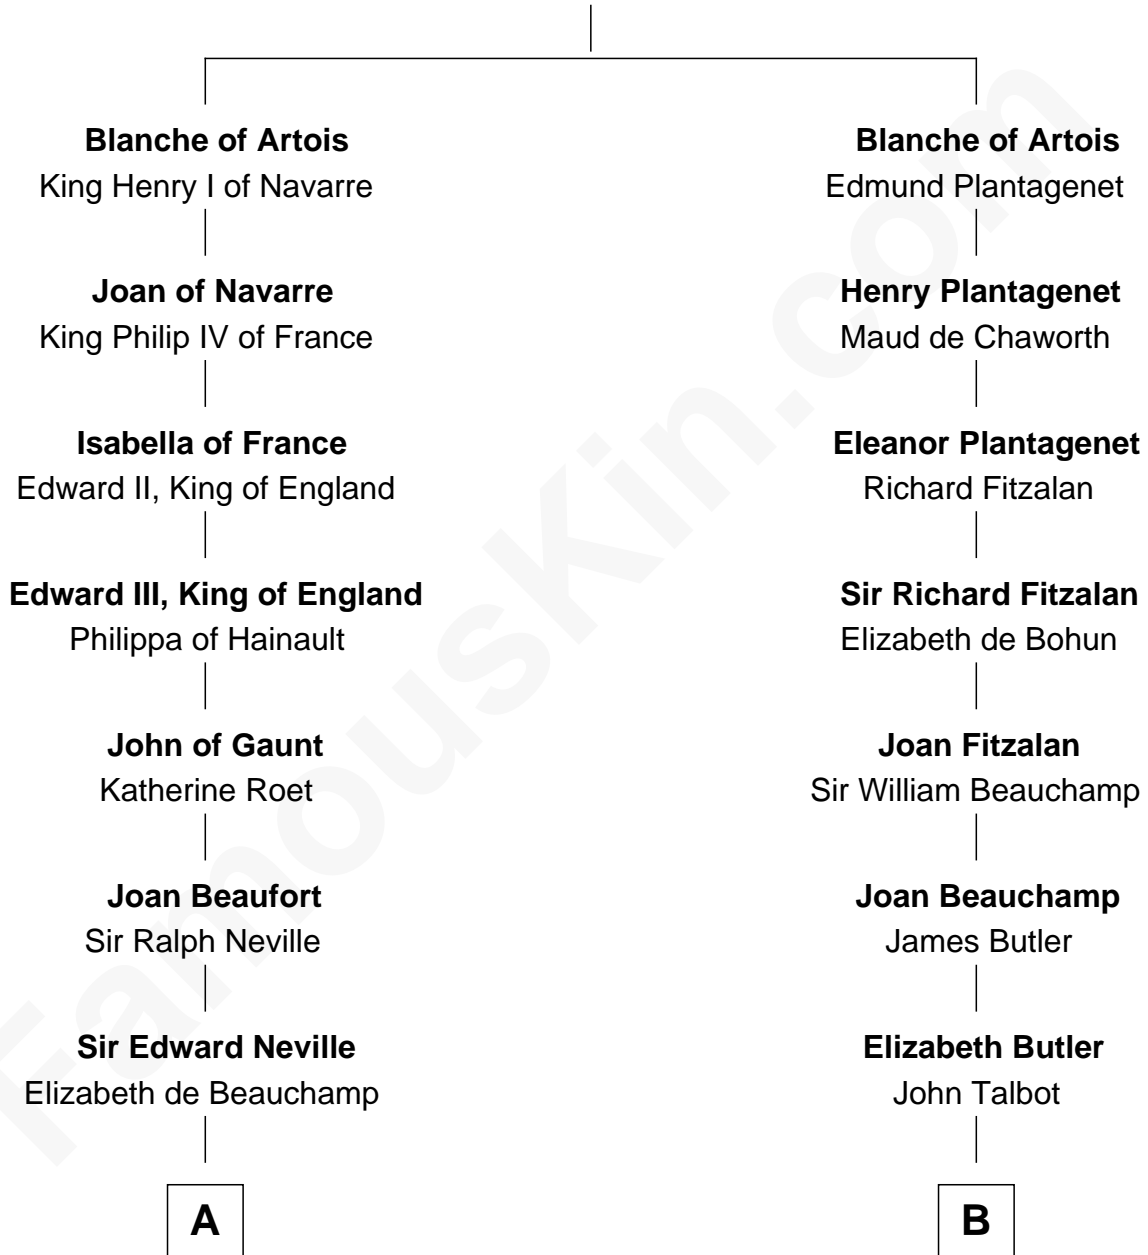 Blanche of Artois
King Henry I of Navarre
Joan of Navarre
King Philip IV of France
Isabella of France
Edward II, King of England
Edward III, King of England
Philippa of Hainault
John of Gaunt
Katherine Roet
Joan Beaufort
Sir Ralph Neville
Sir Edward Neville
Elizabeth de Beauchamp
A
Blanche of Artois
Edmund Plantagenet
Henry Plantagenet
Maud de Chaworth
Eleanor Plantagenet
Richard Fitzalan
Sir Richard Fitzalan
Elizabeth de Bohun
Joan Fitzalan
Sir William Beauchamp
Joan Beauchamp
James Butler
Elizabeth Butler
John Talbot
B
FamousKin.com